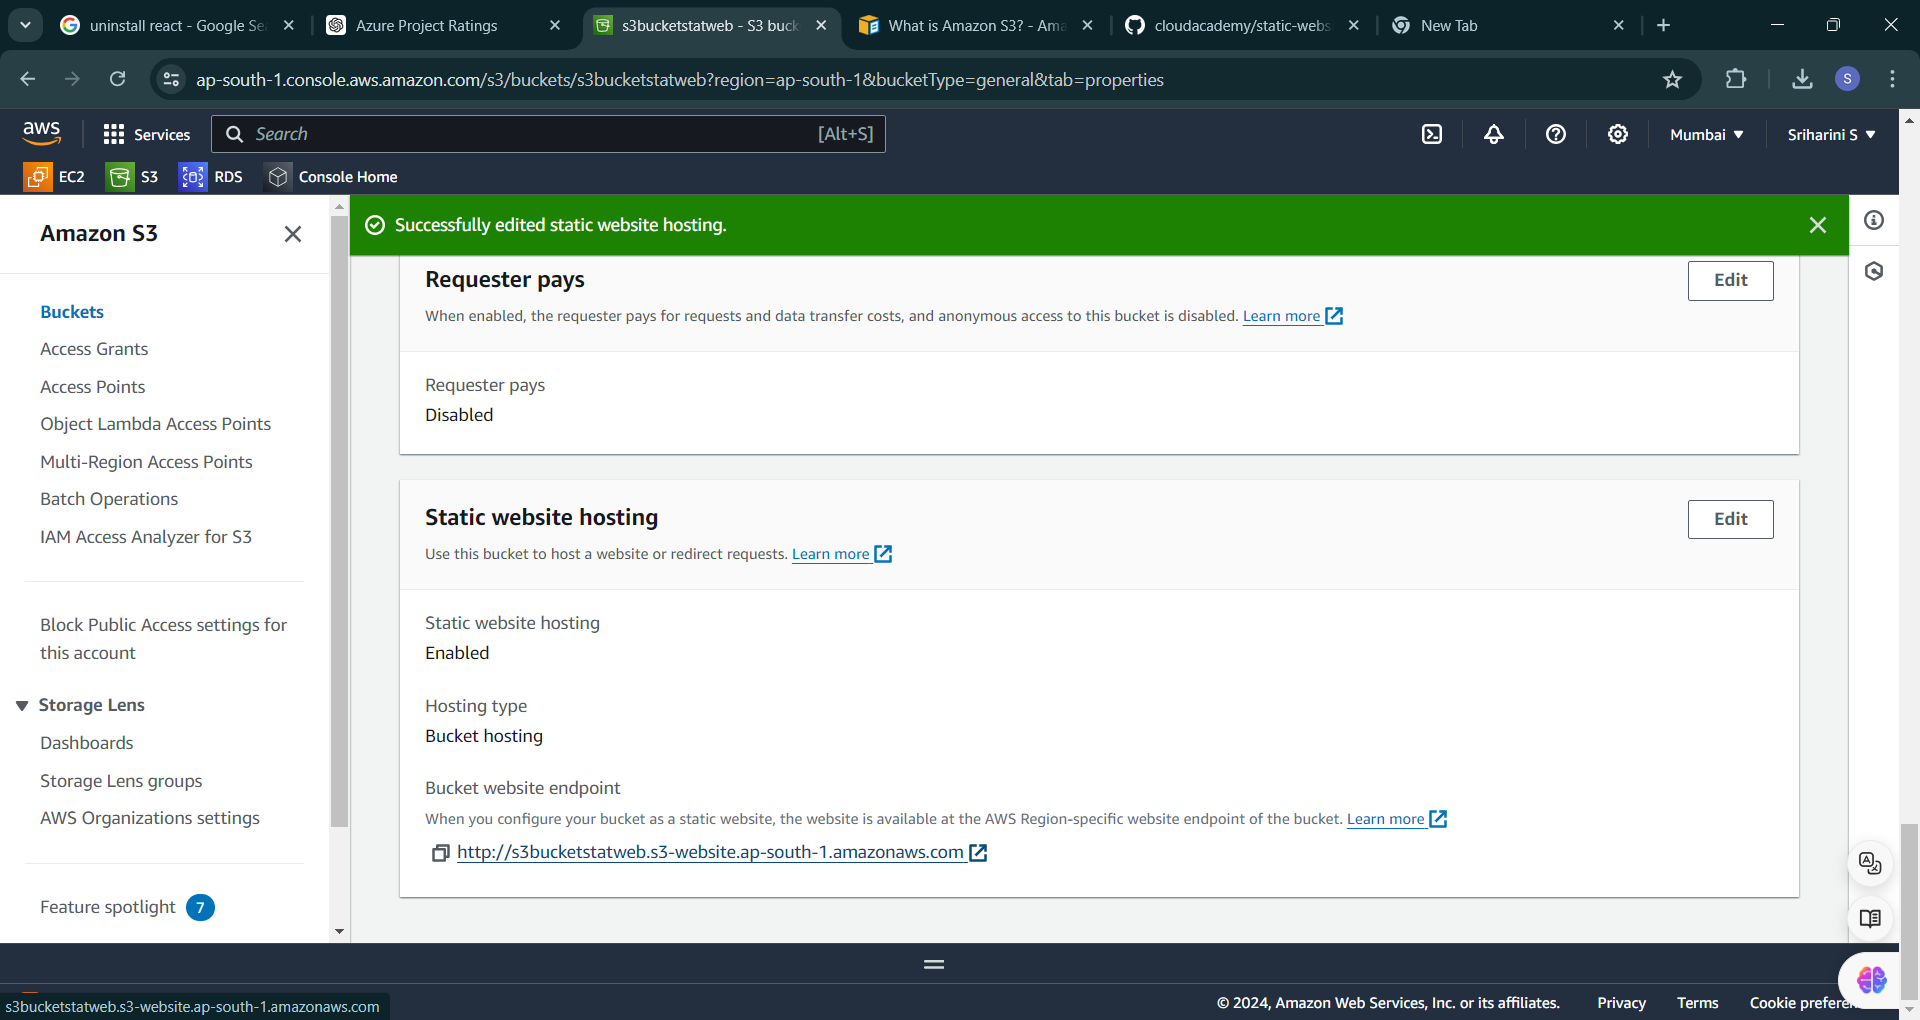 uninstall react - Google Se
Azure Project Ratings
s3bucketstatweb - S3 buck
What is Amazon S3? - Ama
cloudacademy/static-webs
New Tab
ap-south-1.console.aws.amazon.com/s3/buckets/s3bucketstatweb?region=ap-south-1&bucketType=general&tab=properties
S
aws
Services
Search
[Alt+S]
Mumbai
Sriharini S
EC2
S3
RDS
Console Home
Amazon S3
Buckets
Access Grants
Access Points
Object Lambda Access Points
Multi-Region Access Points
Batch Operations
IAM Access Analyzer for S3
Block Public Access settings for
this account
Storage Lens
Dashboards
Storage Lens groups
AWS Organizations settings
Feature spotlight 7
Successfully edited static website hosting.
Requester pays
Edit
When enabled, the requester pays for requests and data transfer costs, and anonymous access to this bucket is disabled. Learn more
Requester pays
Disabled
Static website hosting
Edit
Use this bucket to host a website or redirect requests. Learn more
Static website hosting
Enabled
Hosting type
Bucket hosting
Bucket website endpoint
When you configure your bucket as a static website, the website is available at the AWS Region-specific website endpoint of the bucket. Learn more
http://s3bucketstatweb.s3-website.ap-south-1.amazonaws.com
s3bucketstatweb.s3-website.ap-south-1.amazonaws.com
© 2024, Amazon Web Services, Inc. or its affiliates.
Privacy
Terms
Cookie preferen